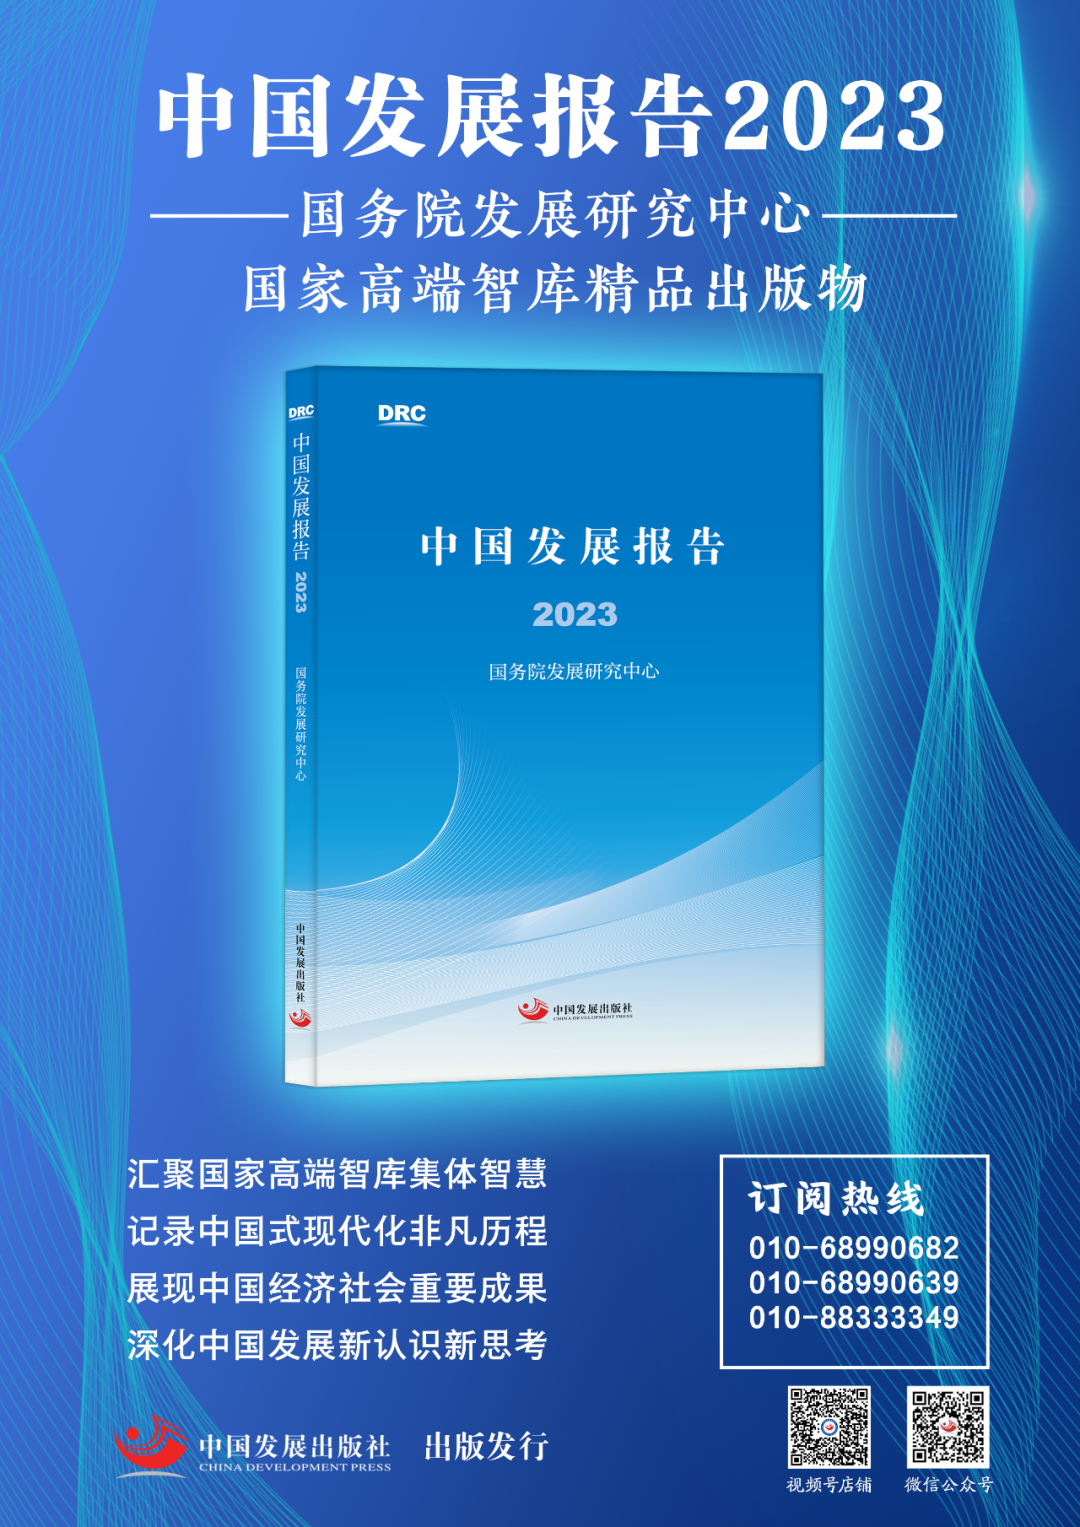 中国发展报告2023
国务院发展研究中心
国家高端智库精品出版物
DRC
中国发展报告
2023
国务院发展研究中心
中国发展出版社
DRC
中国发展报告
2023
国务院发展研究中心
中国发展出版社
CHINA DEVELOPMENT PRESS
汇聚国家高端智库集体智慧
记录中国式现代化非凡历程
展现中国经济社会重要成果
深化中国发展新认识新思考
订阅热线
010-68990682
010-68990639
010-88333349
中国发展出版社 出版发行
CHINA DEVELOPMENT PRESS
视频号店铺 微信公众号